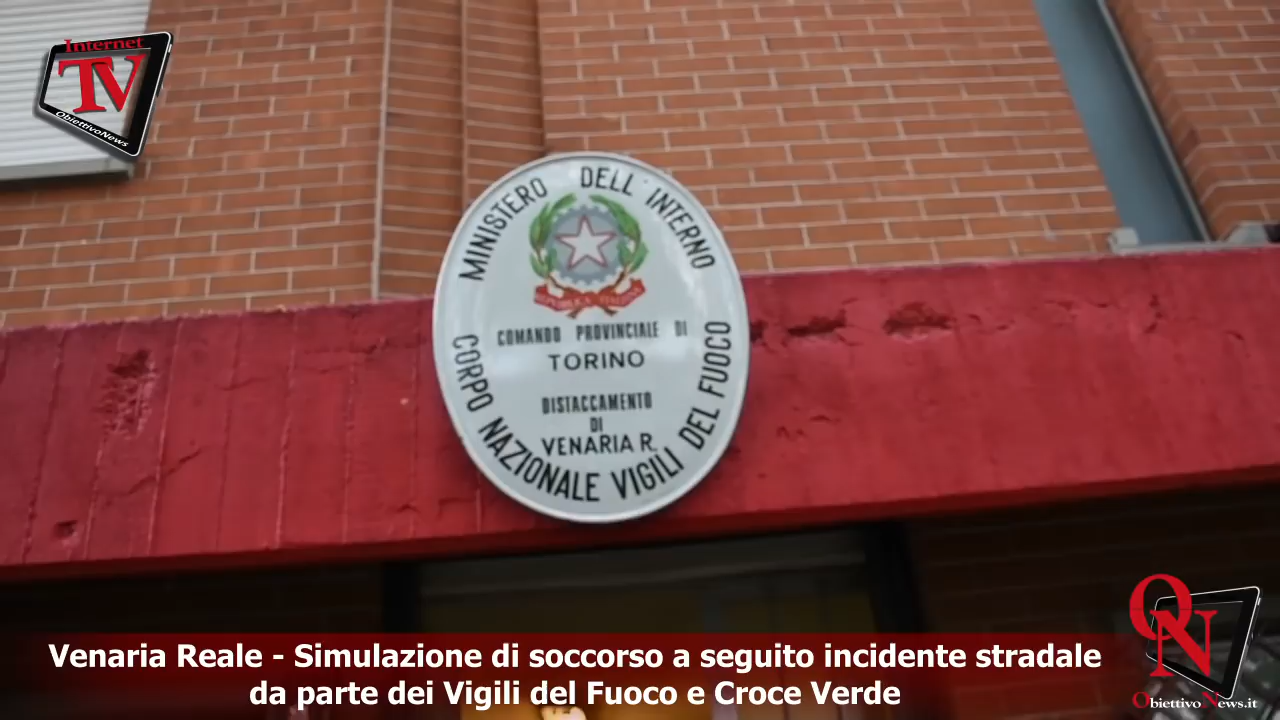 Internet
TV
ObiettivoNews
MINISTERO DELL'INTERNO
REPUBBLICA ITALIANA
COMANDO PROVINCIALE DI
TORINO
DISTACCAMENTO
DI
VENARIA R.
CORPO NAZIONALE VIGILI DEL FUOCO
Venaria Reale - Simulazione di soccorso a seguito incidente stradale
da parte dei Vigili del Fuoco e Croce Verde
ON
ObiettivoNews.it